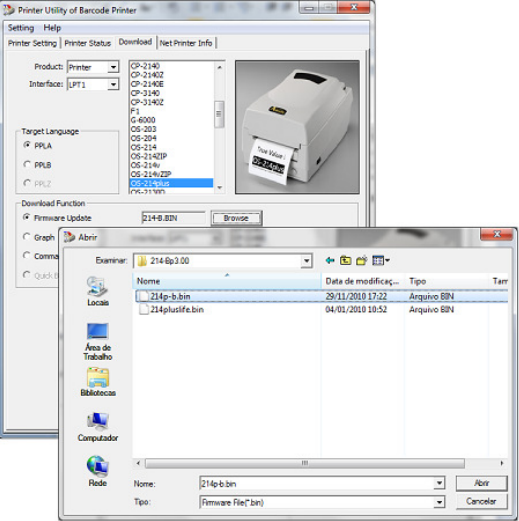 Printer Utility of Barcode Printer
Setting Help
Printer Setting Printer Status Download Net Printer Info
Product: Printer
Interface: LPT1
CP-2140
CP-2140Z
CP-2140E
CP-3140
CP-3140Z
F1
G-6000
OS-203
OS-204
OS-214
OS-214ZIP
OS-214v
OS-214vZIP
OS-214plus
OS-213BD
True Value :
OS-214plus
Target Language
PPLA
PPLB
PPLZ
Download Function
Firmware Update 214-B.BIN Browse
Graph
Comma
Quick B
Abrir
Examinar: 214-Bp3.00
Nome Data de modificaç... Tipo Tam
214p-b.bin 29/11/2010 17:22 Arquivo BIN
214pluslife.bin 04/01/2010 10:52 Arquivo BIN
Locais
Área de
Trabalho
Bibliotecas
Computador
Rede
Nome: 214p-b.bin Abrir
Tipo: Firmware File(*bin) Cancelar